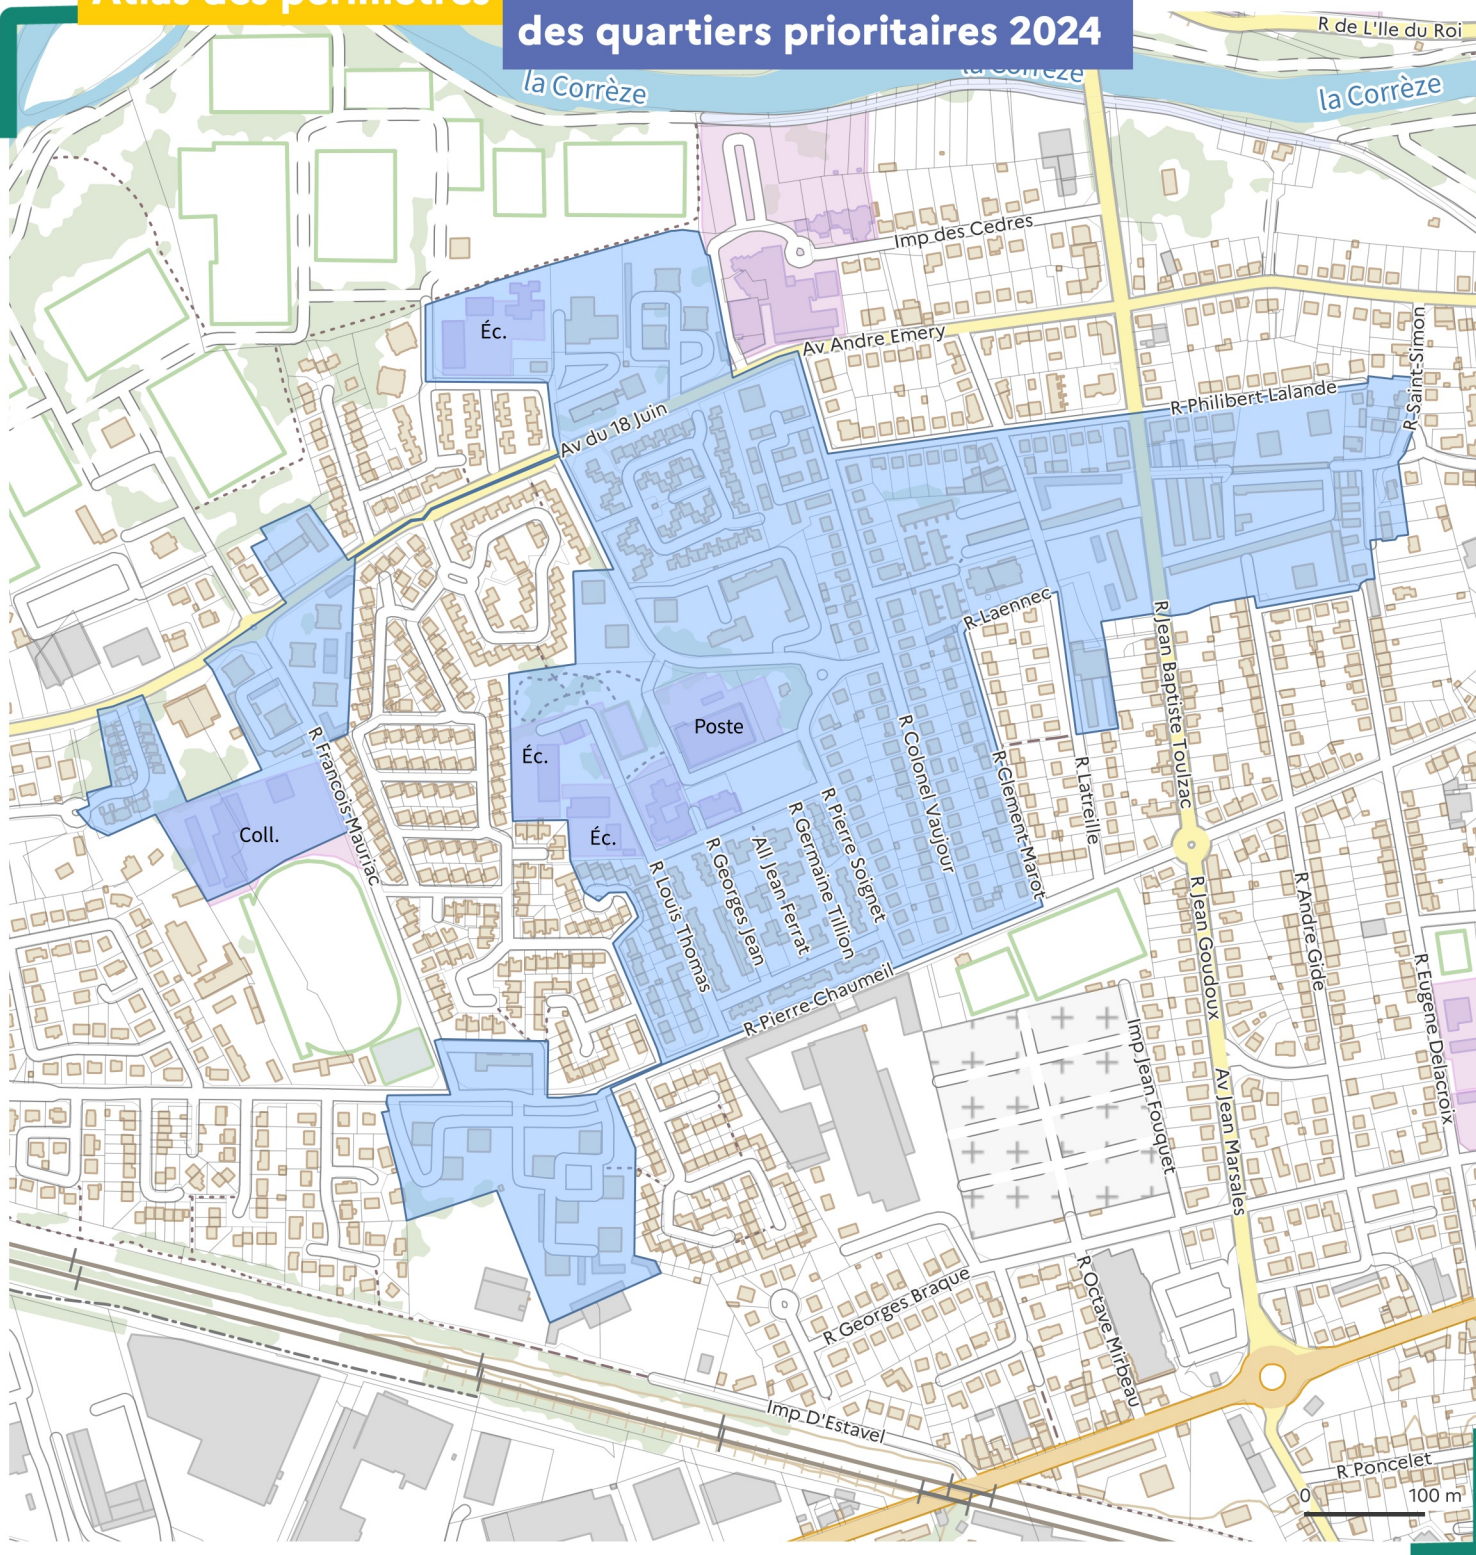 Atlas des périmètres
des quartiers prioritaires 2024
R de L'Ile du Roi
la Corrèze
la Corrèze
la Corrèze
Imp des Cedres
Av Andre Emery
Éc.
R Saint-Simon
R Philibert Lalande
Av du 18 Juin
R Laennec
R Jean Baptiste Toulzac
Poste
Éc.
R Francois Mauriac
R Colonel Vaujour
R Clement Marot
R Latreille
Coll.
Éc.
R Pierre Soignet
R Germaine Tillion
All Jean Ferrat
R Georges Jean
R Louis Thomas
R Jean Goudoux
R Andre Gide
R Eugene Delacroix
R Pierre Chaumeil
Imp Jean Fouquet
Av Jean Marsales
R Georges Braque
R Octave Mirbeau
Imp D'Estavel
R Poncelet
0 100 m